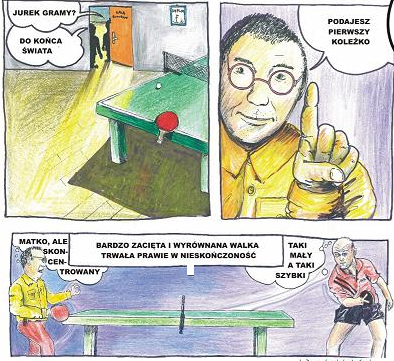 JUREK GRAMY?
DO KOŃCA
ŚWIATA
PODAJESZ
PIERWSZY
KOLEŻKO
MATKO, ALE
SKON-
CEN-
TROWANY
BARDZO ZACIĘTA I WYRÓWNANA WALKA
TRWAŁA PRAWIE W NIESKOŃCZONOŚĆ
TAKI
MAŁY
A TAKI
SZYBKI